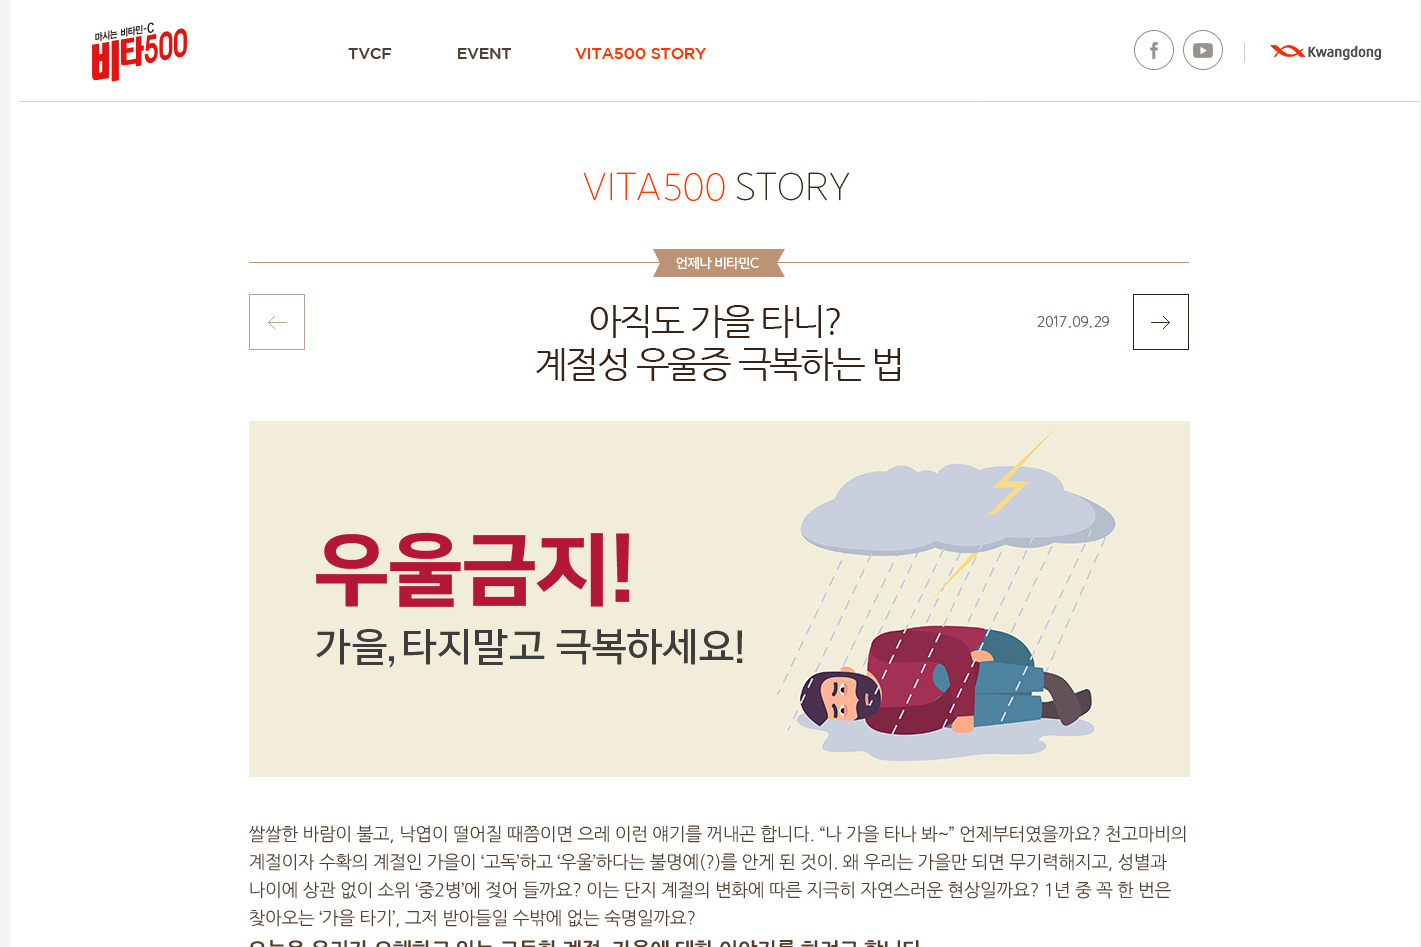 마시는 비타민-C
비타500
TVCF
EVENT
VITA500 STORY
Kwangdong
VITA500 STORY
언제나 비타민C
아직도 가을 타니?
계절성 우울증 극복하는 법
2017.09.29
우울금지!
가을, 타지말고 극복하세요!
쌀쌀한 바람이 불고, 낙엽이 떨어질 때쯤이면 으레 이런 얘기를 꺼내곤 합니다. “나 가을 타나 봐~” 언제부터였을까요? 천고마비의
계절이자 수확의 계절인 가을이 ‘고독’하고 ‘우울’하다는 불명예(?)를 안게 된 것이. 왜 우리는 가을만 되면 무기력해지고, 성별과
나이에 상관 없이 소위 ‘중2병’에 젖어 들까요? 이는 단지 계절의 변화에 따른 지극히 자연스러운 현상일까요? 1년 중 꼭 한 번은
찾아오는 ‘가을 타기’, 그저 받아들일 수밖에 없는 숙명일까요?